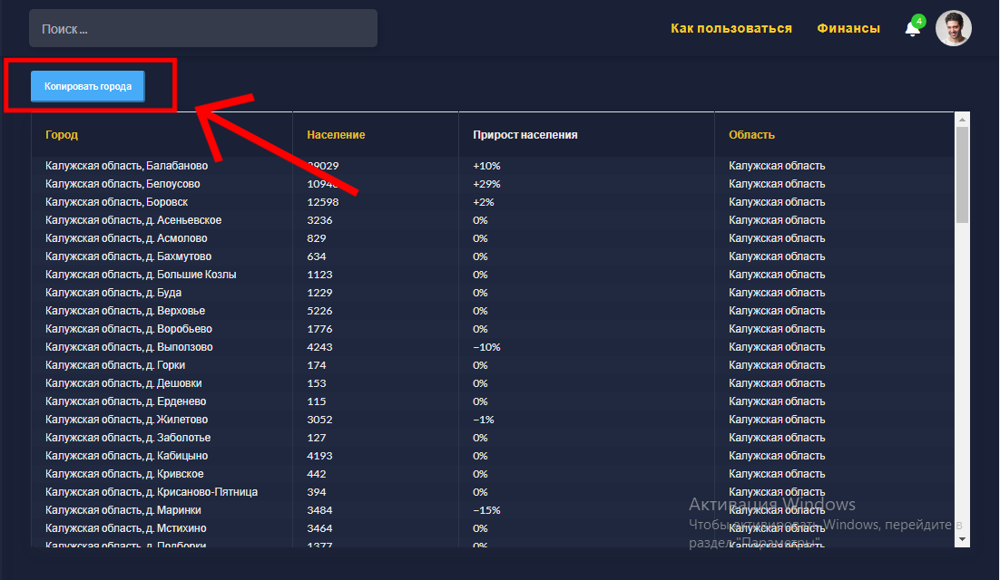 Поиск...
Как пользоваться Финансы 4
Копировать города
Город Население Прирост населения Область
Калужская область, Балабаново 29029 +10% Калужская область
Калужская область, Белоусово +29% Калужская область
Калужская область, Боровск 12598 +2% Калужская область
Калужская область, д. Асеньевское 3236 0% Калужская область
Калужская область, д. Асмолово 829 0% Калужская область
Калужская область, д. Бахмутово 634 0% Калужская область
Калужская область, д. Большие Козлы 1123 0% Калужская область
Калужская область, д. Буда 1229 0% Калужская область
Калужская область, д. Верховье 5226 0% Калужская область
Калужская область, д. Воробьево 1776 0% Калужская область
Калужская область, д. Выползово 4243 –10% Калужская область
Калужская область, д. Горки 174 0% Калужская область
Калужская область, д. Дешовки 153 0% Калужская область
Калужская область, д. Ерденево 115 0% Калужская область
Калужская область, д. Жилетово 3052 –1% Калужская область
Калужская область, д. Заболотье 127 0% Калужская область
Калужская область, д. Кабицыно 4193 0% Калужская область
Калужская область, д. Кривское 442 0% Калужская область
Калужская область, д. Крисаново-Пятница 394 0% Калужская область
Калужская область, д. Маринки 3484 –15% Калужская область
Калужская область, д. Мстихино 3464 0% Калужская область
Калужская область, д. Подборки 1377 0% Калужская область
Активация Windows
Чтобы активировать Windows, перейдите в
раздел "Параметры".